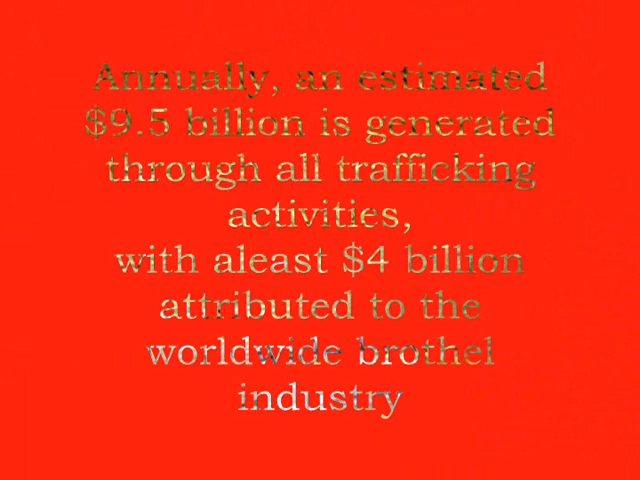 Annually, an estimated
$9.5 billion is generated
through all trafficking
activities,
with aleast $4 billion
attributed to the
worldwide brothel
industry